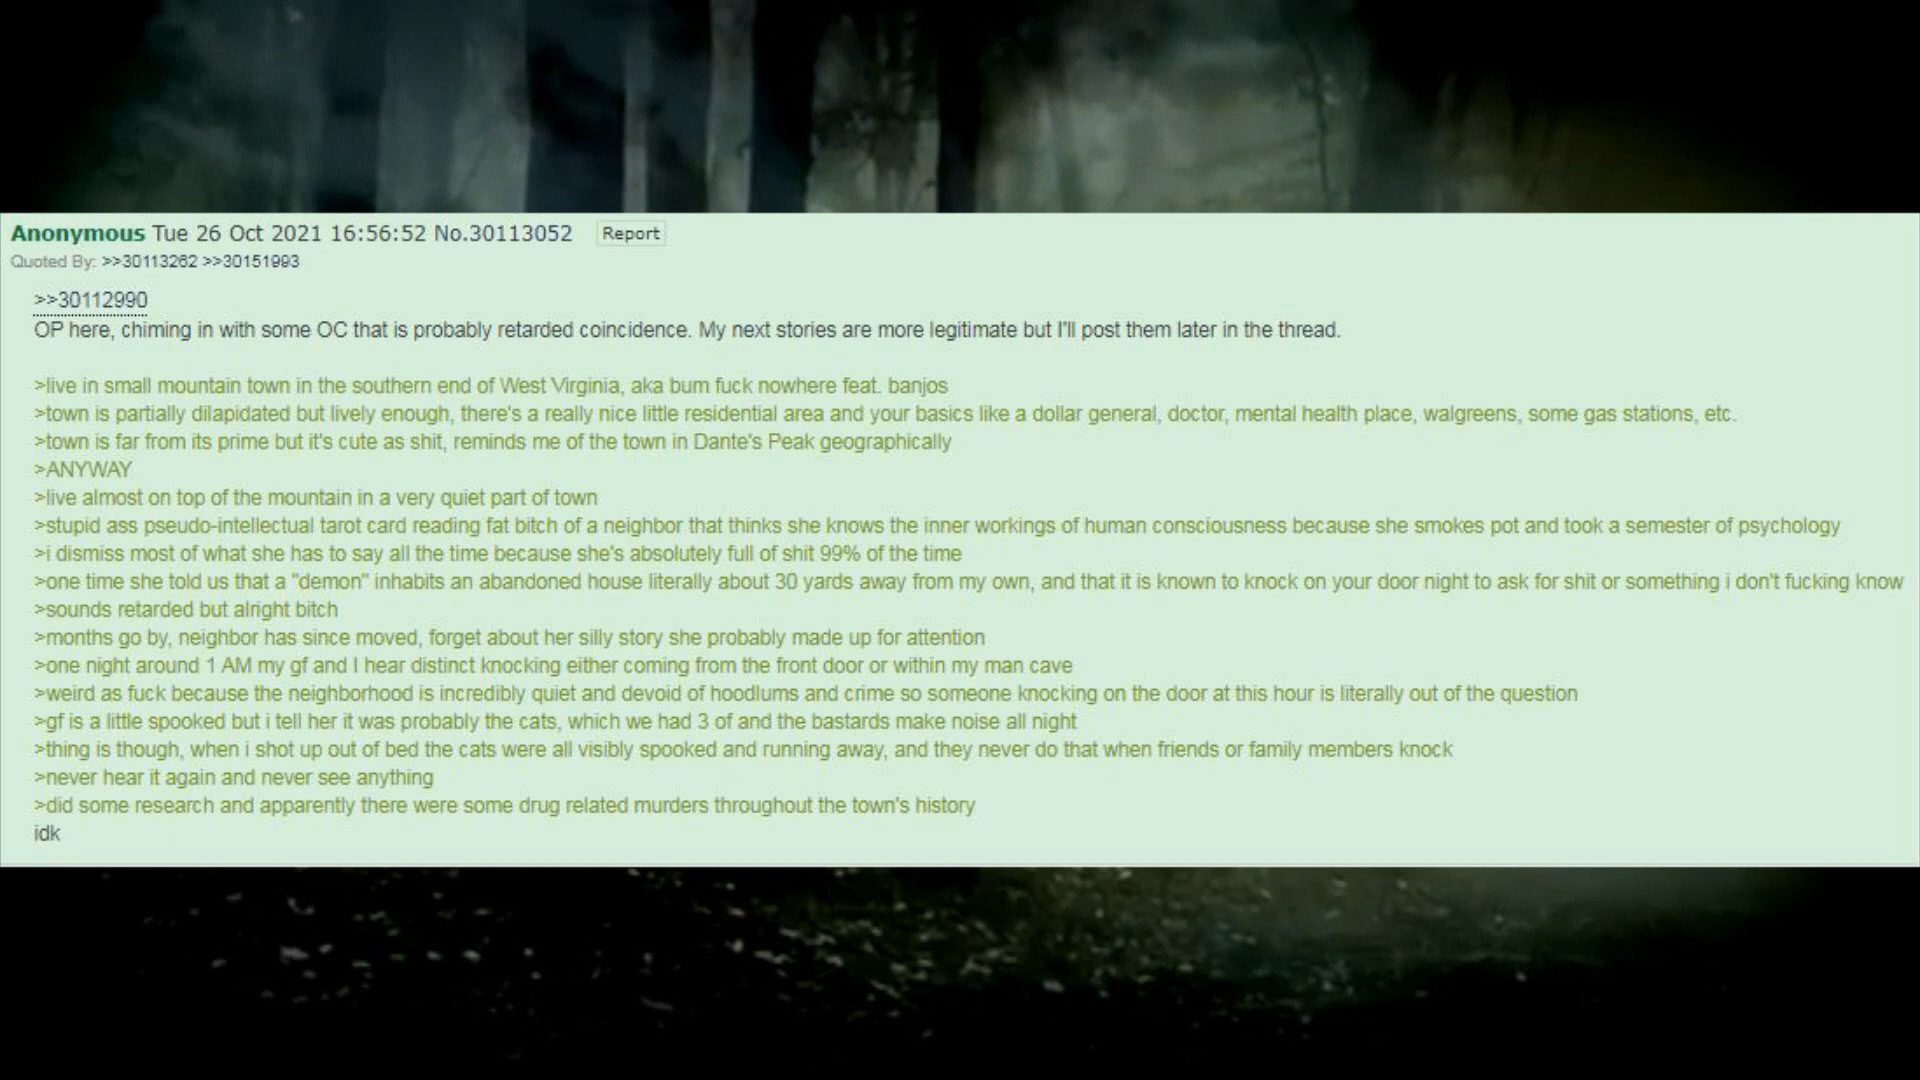 Anonymous Tue 26 Oct 2021 16:56:52 No.30113052 Report
Quoted By: >>30113262 >>30151993
>>30112990
OP here, chiming in with some OC that is probably retarded coincidence. My next stories are more legitimate but I'll post them later in the thread.
>live in small mountain town in the southern end of West Virginia, aka bum fuck nowhere feat. banjos
>town is partially dilapidated but lively enough, there's a really nice little residential area and your basics like a dollar general, doctor, mental health place, walgreens, some gas stations, etc.
>town is far from its prime but it's cute as shit, reminds me of the town in Dante's Peak geographically
>ANYWAY
>live almost on top of the mountain in a very quiet part of town
>stupid ass pseudo-intellectual tarot card reading fat bitch of a neighbor that thinks she knows the inner workings of human consciousness because she smokes pot and took a semester of psychology
>i dismiss most of what she has to say all the time because she's absolutely full of shit 99% of the time
>one time she told us that a "demon" inhabits an abandoned house literally about 30 yards away from my own, and that it is known to knock on your door night to ask for shit or something i don't fucking know
>sounds retarded but alright bitch
>months go by, neighbor has since moved, forget about her silly story she probably made up for attention
>one night around 1 AM my gf and I hear distinct knocking either coming from the front door or within my man cave
>weird as fuck because the neighborhood is incredibly quiet and devoid of hoodlums and crime so someone knocking on the door at this hour is literally out of the question
>gf is a little spooked but i tell her it was probably the cats, which we had 3 of and the bastards make noise all night
>thing is though, when i shot up out of bed the cats were all visibly spooked and running away, and they never do that when friends or family members knock
>never hear it again and never see anything
>did some research and apparently there were some drug related murders throughout the town's history
idk